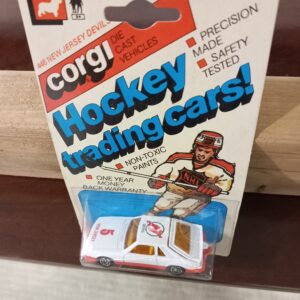 NEW JERSEY DEVILS
corgi
DIE
CAST
VEHICLES
Hockey
trading cars!
PRECISION
MADE
SAFETY
TESTED
NON-TOXIC
PAINTS
ONE YEAR
MONEY
BACK WARRANTY
5